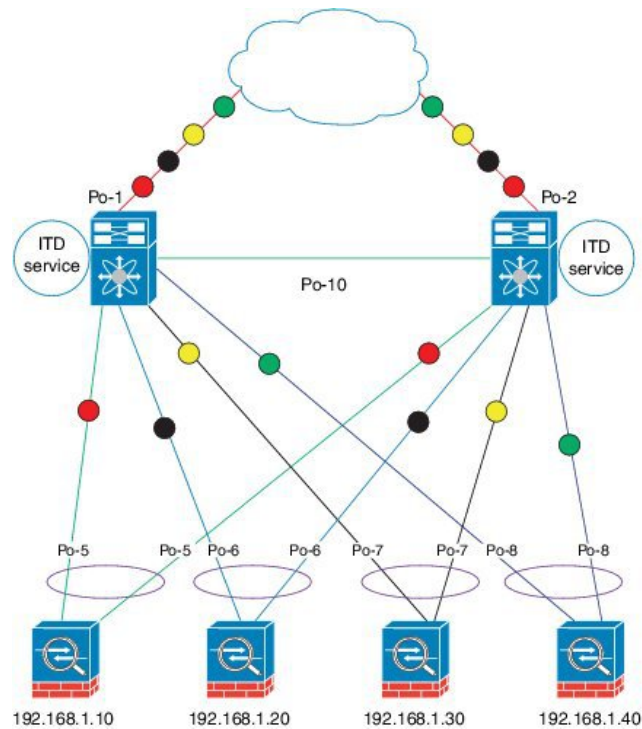 Po-1
Po-2
ITD
service
ITD
service
Po-10
Po-5
Po-5
Po-6
Po-6
Po-7
Po-7
Po-8
Po-8
192.168.1.10
192.168.1.20
192.168.1.30
192.168.1.40